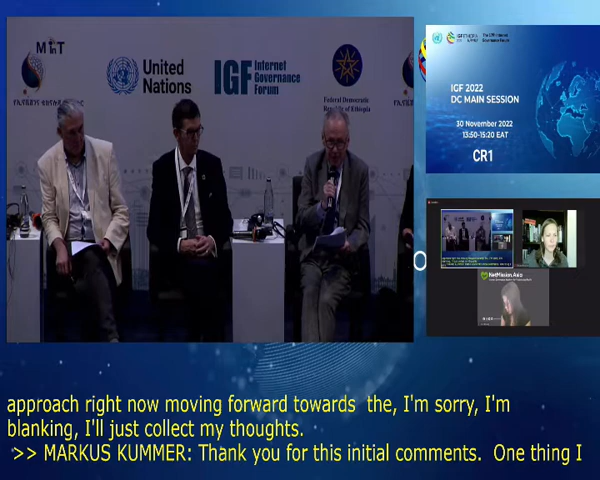 MInT
United
Nations
IGF
Internet
Governance
Forum
Federal Democratic
Republic of Ethiopia
IGF 2022
DC MAIN SESSION
30 November 2022
13:50-15:20 EAT
CR1
NetMission.Asia
approach right now moving forward towards  the, I'm sorry, I'm
blanking, I'll just collect my thoughts.
>> MARKUS KUMMER: Thank you for this initial comments.  One thing I